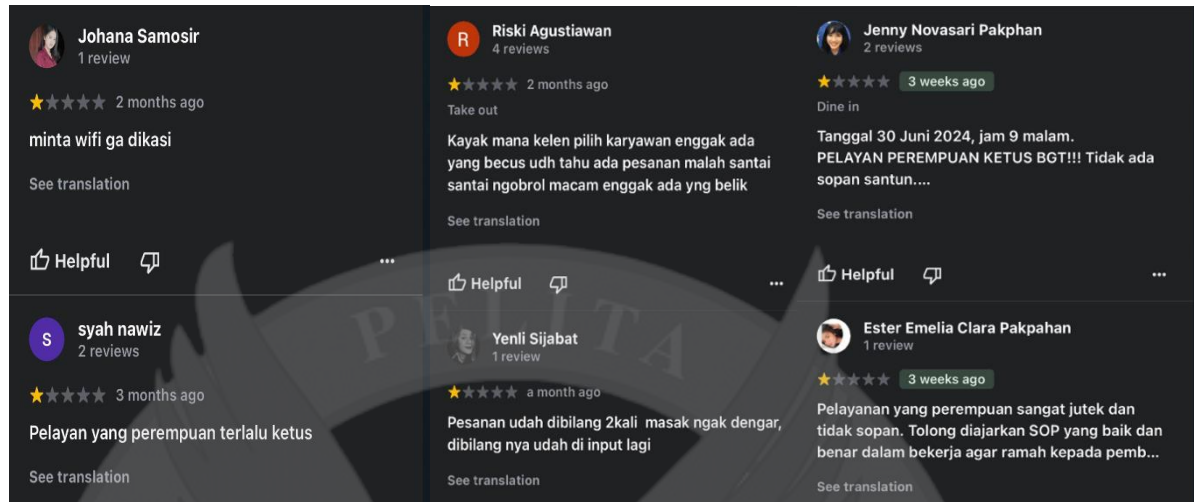 Johana Samosir
1 review
2 months ago
minta wifi ga dikasi
See translation
Helpful
S
syah nawiz
2 reviews
3 months ago
Pelayan yang perempuan terlalu ketus
See translation
R
Riski Agustiawan
4 reviews
2 months ago
Take out
Kayak mana kelen pilih karyawan enggak ada
yang becus udh tahu ada pesanan malah santai
santai ngobrol macam enggak ada yng belik
See translation
Helpful
Yenli Sijabat
1 review
a month ago
Pesanan udah dibilang 2kali masak ngak dengar,
dibilang nya udah di input lagi
See translation
Jenny Novasari Pakphan
2 reviews
3 weeks ago
Dine in
Tanggal 30 Juni 2024, jam 9 malam.
PELAYAN PEREMPUAN KETUS BGT!!! Tidak ada
sopan santun....
See translation
Helpful
Ester Emelia Clara Pakpahan
1 review
3 weeks ago
Pelayanan yang perempuan sangat jutek dan
tidak sopan. Tolong diajarkan SOP yang baik dan
benar dalam bekerja agar ramah kepada pemb...
See translation
PELITA